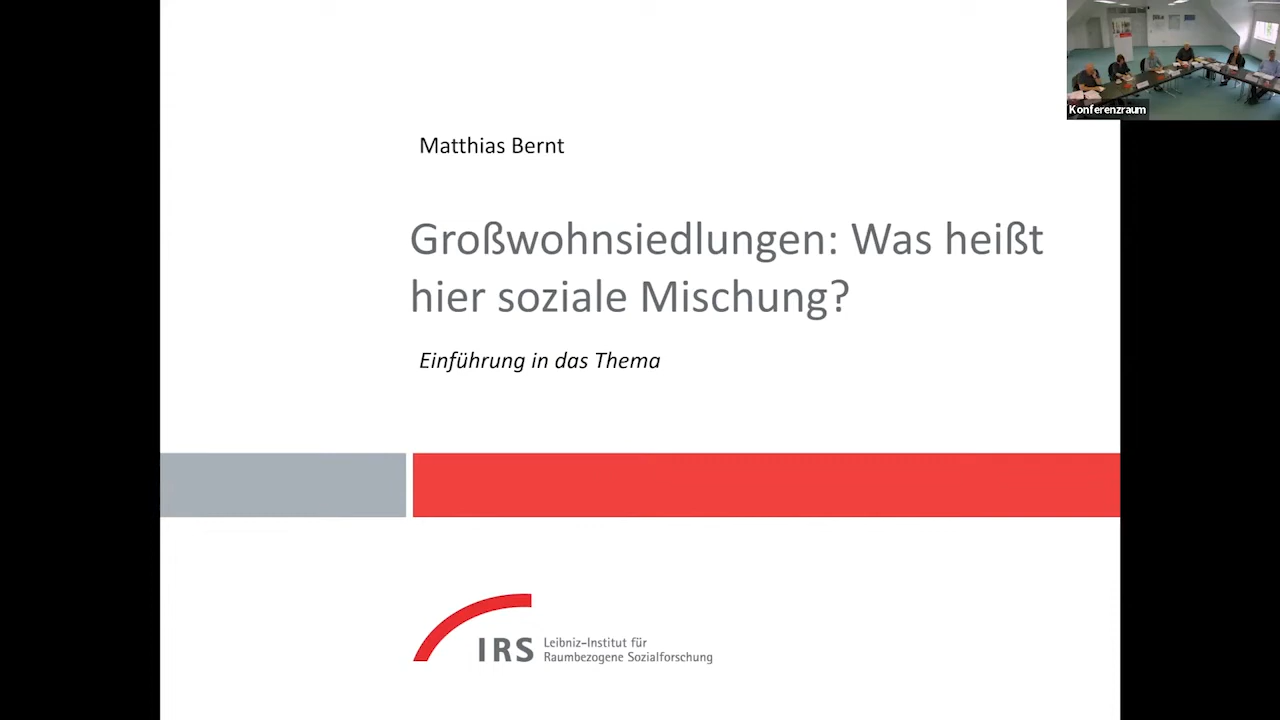 Konferenzraum
Matthias Bernt
Großwohnsiedlungen: Was heißt
hier soziale Mischung?
Einführung in das Thema
IRS
Leibniz-Institut für
Raumbezogene Sozialforschung